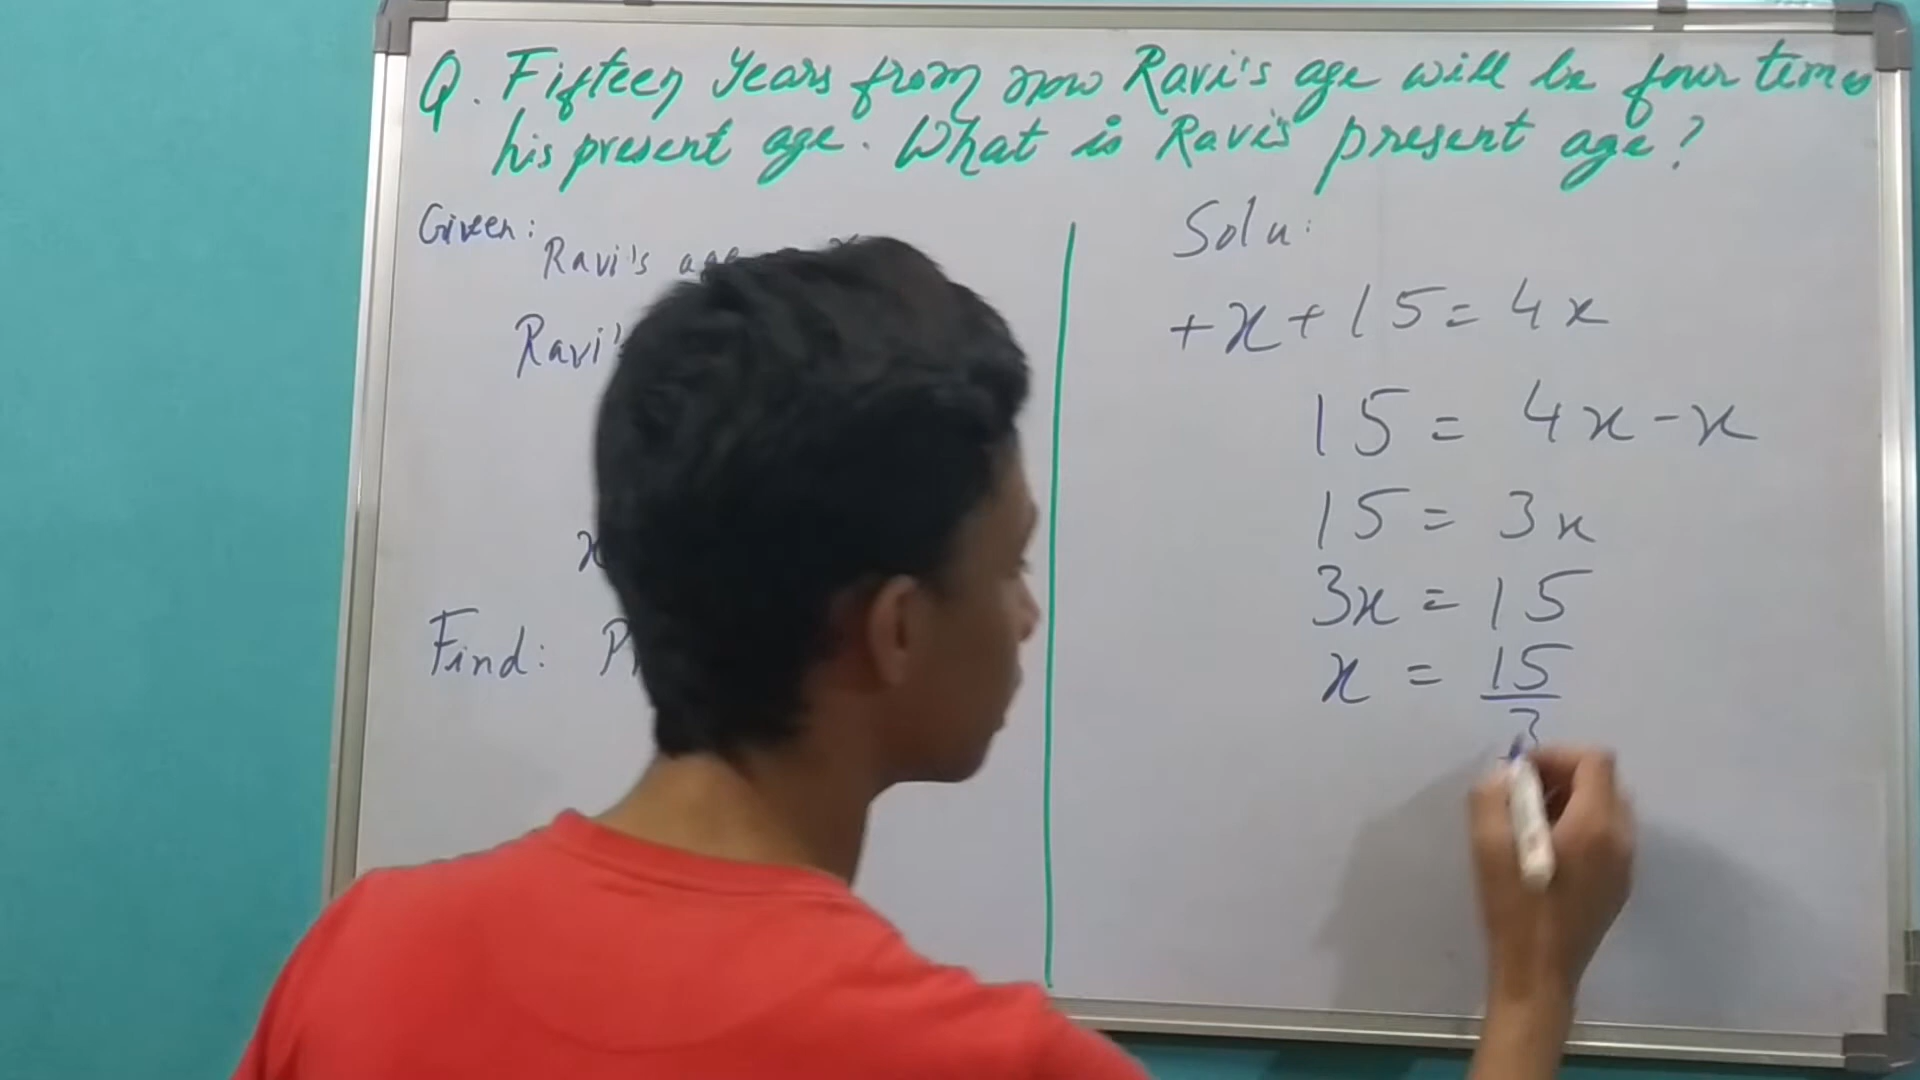 Q. Fifteen years from now Ravi's age will be four times
his present age. What is Ravi's present age?
Given:
Ravi's age
Ravi's
x
Find:
Solu:
+x+15=4x
15 = 4x-x
15 = 3x
3x = 15
x = 15
3